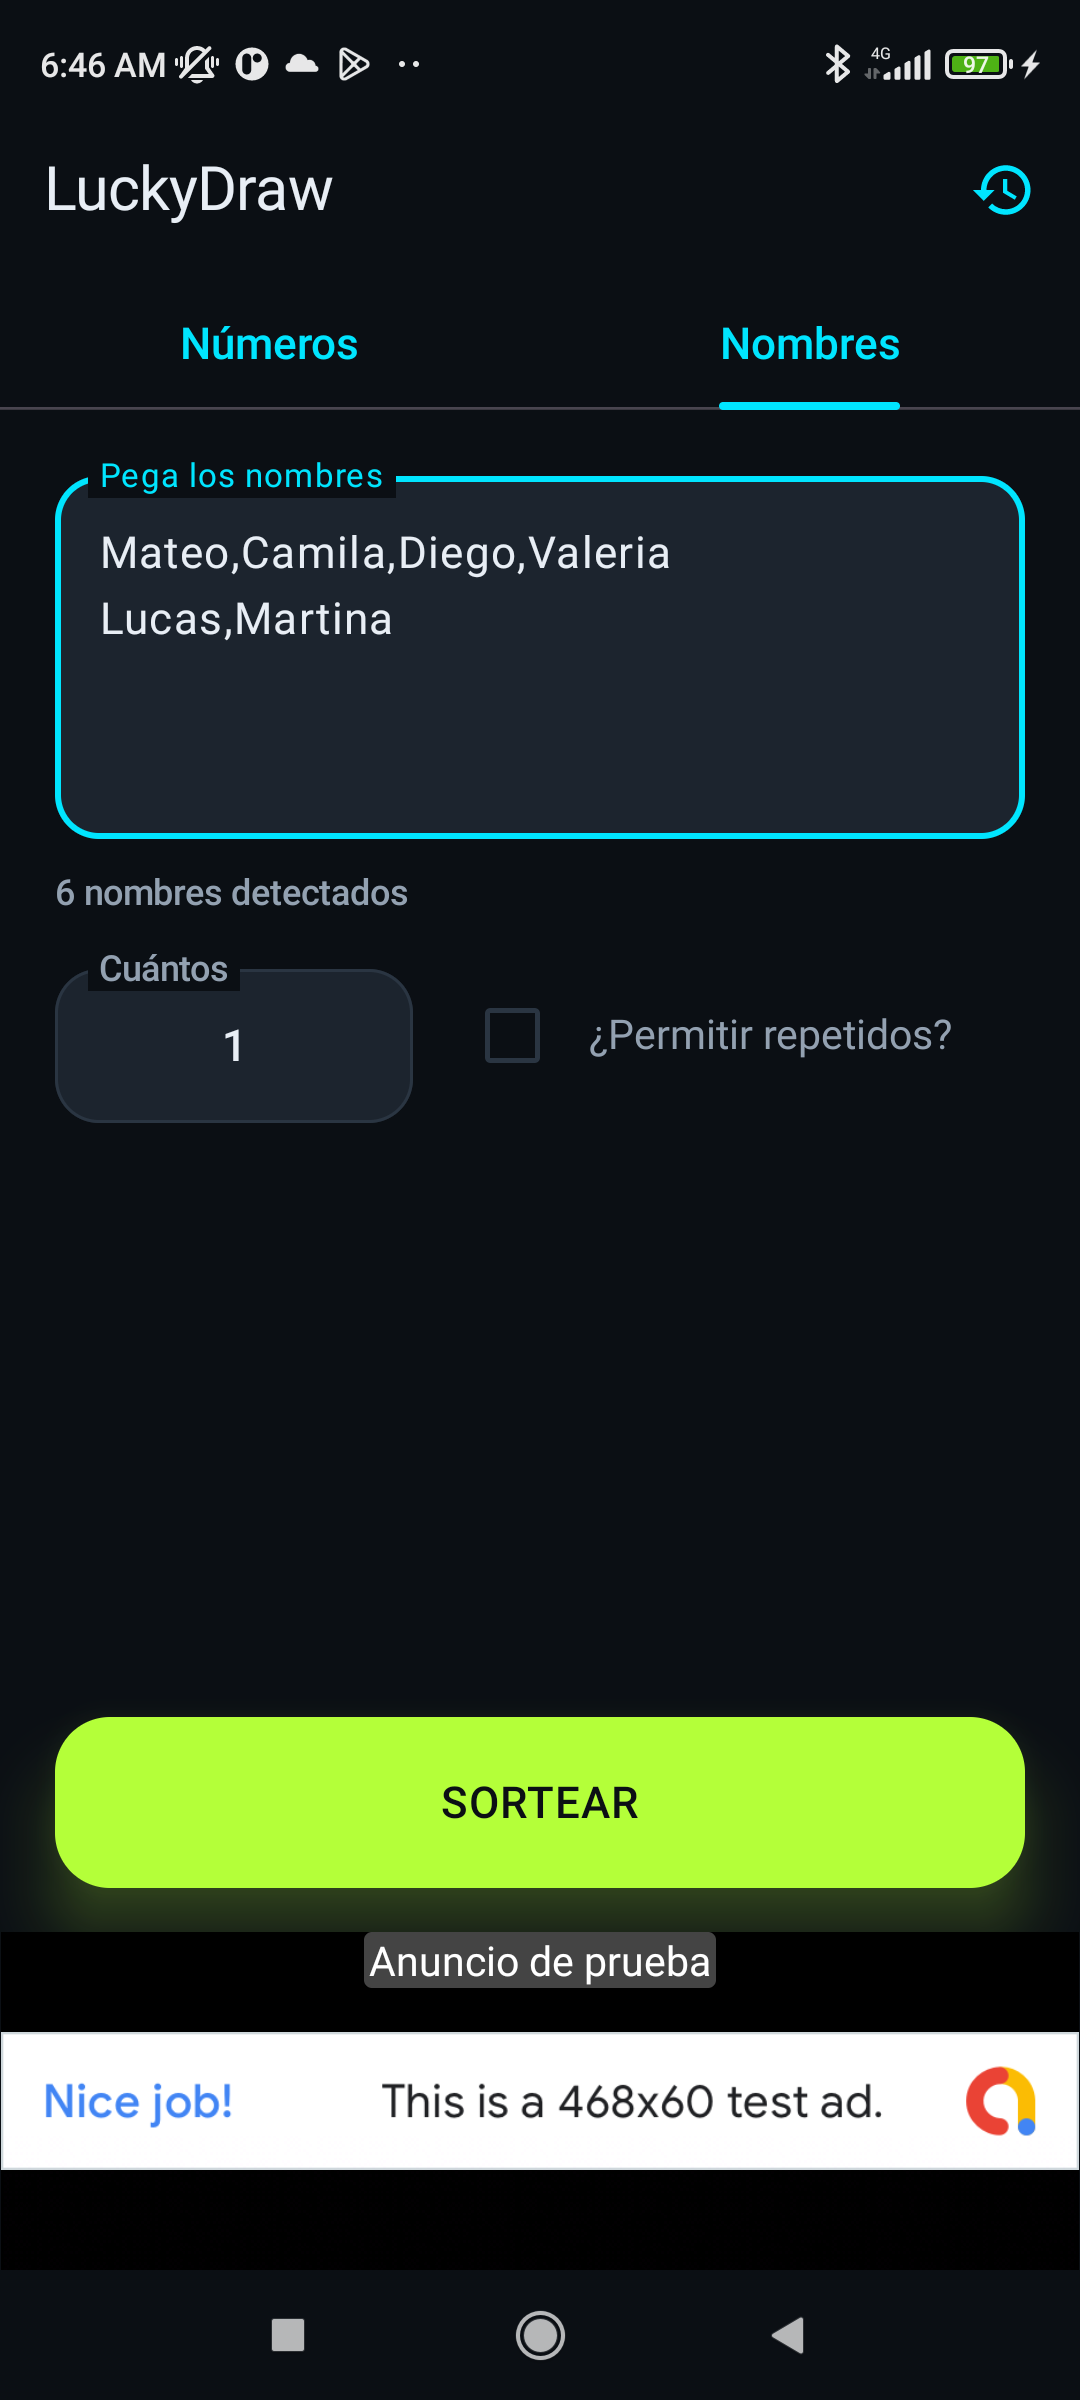 6:46 AM
4G
97
LuckyDraw
Números
Nombres
Pega los nombres
Mateo,Camila,Diego,Valeria
Lucas,Martina
6 nombres detectados
Cuántos
1
¿Permitir repetidos?
SORTEAR
Anuncio de prueba
Nice job!
This is a 468x60 test ad.